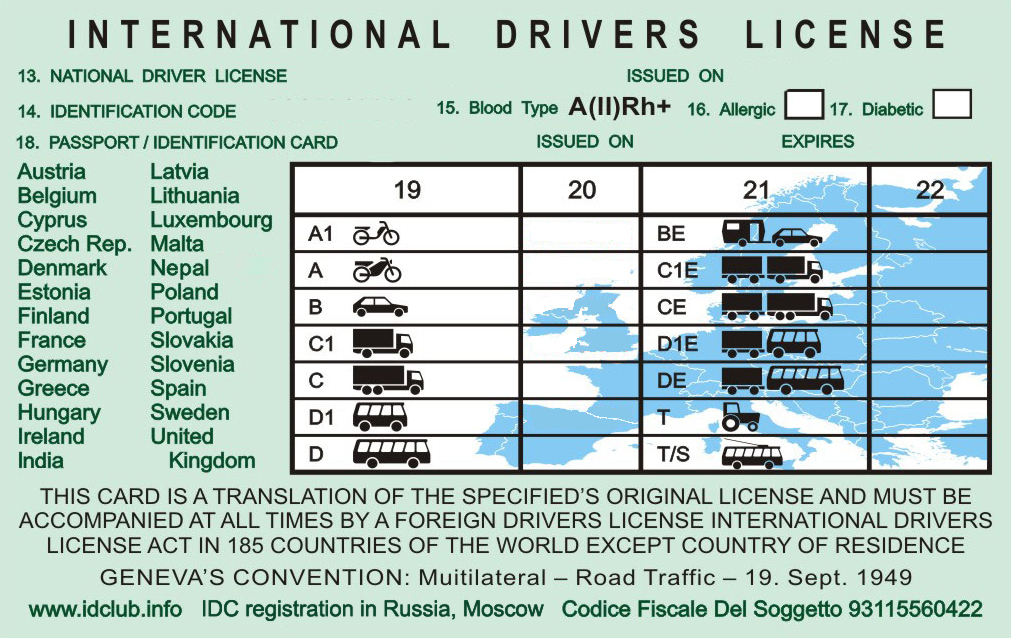 INTERNATIONAL DRIVERS LICENSE
13. NATIONAL DRIVER LICENSE ISSUED ON
14. IDENTIFICATION CODE 15. Blood Type A(II)Rh+ 16. Allergic 17. Diabetic
18. PASSPORT / IDENTIFICATION CARD ISSUED ON EXPIRES
Austria Latvia
Belgium Lithuania
Cyprus Luxembourg
Czech Rep. Malta
Denmark Nepal
Estonia Poland
Finland Portugal
France Slovakia
Germany Slovenia
Greece Spain
Hungary Sweden
Ireland United
India Kingdom
19 20 21 22
A1 BE
A C1E
B CE
C1 D1E
C DE
D1 T
D T/S
THIS CARD IS A TRANSLATION OF THE SPECIFIED'S ORIGINAL LICENSE AND MUST BE
ACCOMPANIED AT ALL TIMES BY A FOREIGN DRIVERS LICENSE INTERNATIONAL DRIVERS
LICENSE ACT IN 185 COUNTRIES OF THE WORLD EXCEPT COUNTRY OF RESIDENCE
GENEVA'S CONVENTION: Muitilateral – Road Traffic – 19. Sept. 1949
www.idclub.info IDC registration in Russia, Moscow Codice Fiscale Del Soggetto 93115560422